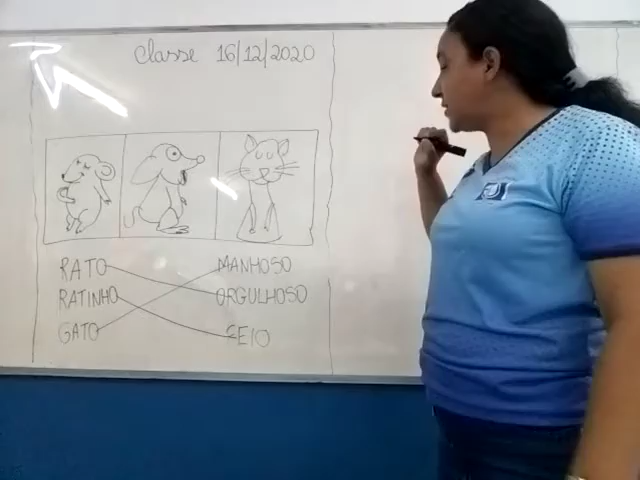 Classe 16/12/2020
RATO MANHOSO
RATINHO ORGULHOSO
GATO FEIO